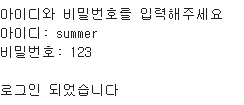 아이디와 비밀번호를 입력해주세요
아이디: summer
비밀번호: 123
로그인 되었습니다